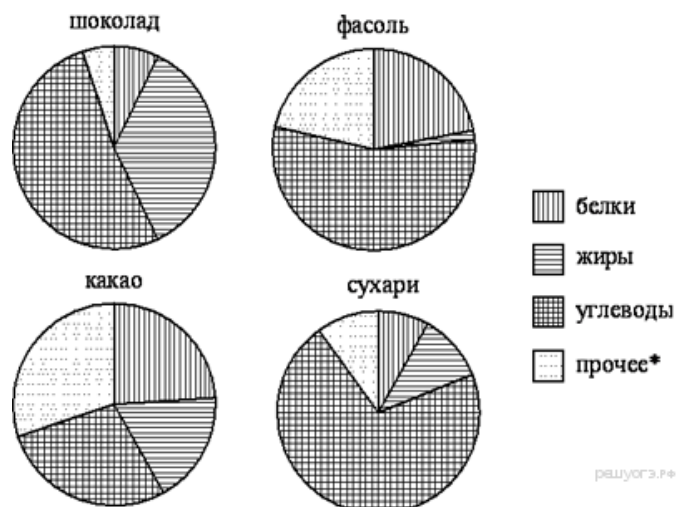 шоколад
фасоль
какао
сухари
белки
жиры
углеводы
прочее*
решуогэ.рф